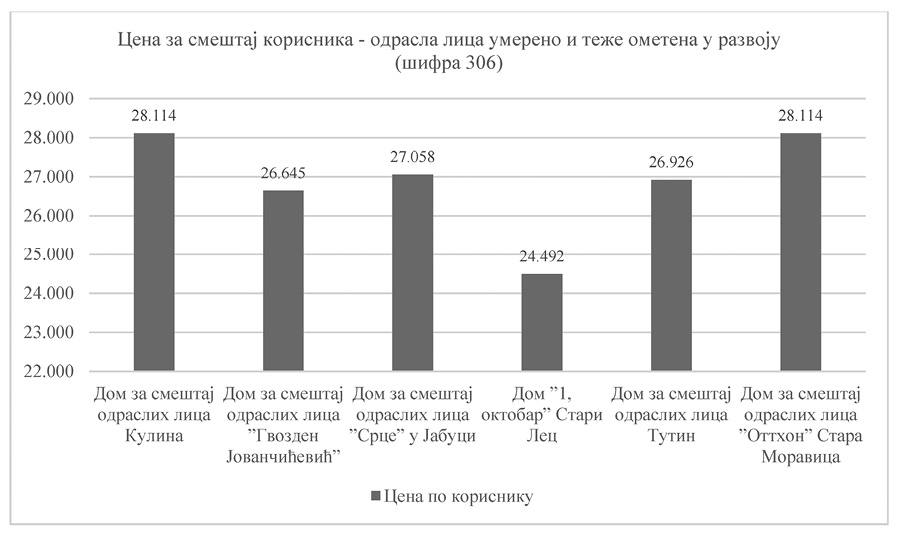 Цена за смештај корисника - одрасла лица умерено и теже ометена у развоју
(шифра 306)
29.000
28.000
27.000
26.000
25.000
24.000
23.000
22.000
28.114
26.645
27.058
24.492
26.926
28.114
Дом за смештај
одраслих лица
Кулина
Дом за смештај
одраслих лица
”Гвозден
Јованчићевић”
Дом за смештај
одраслих лица
”Срце” у Јабуци
Дом ”1,
октобар” Стари
Лец
Дом за смештај
одраслих лица
Тутин
Дом за смештај
одраслих лица
”Оттхон” Стара
Моравица
Цена по кориснику